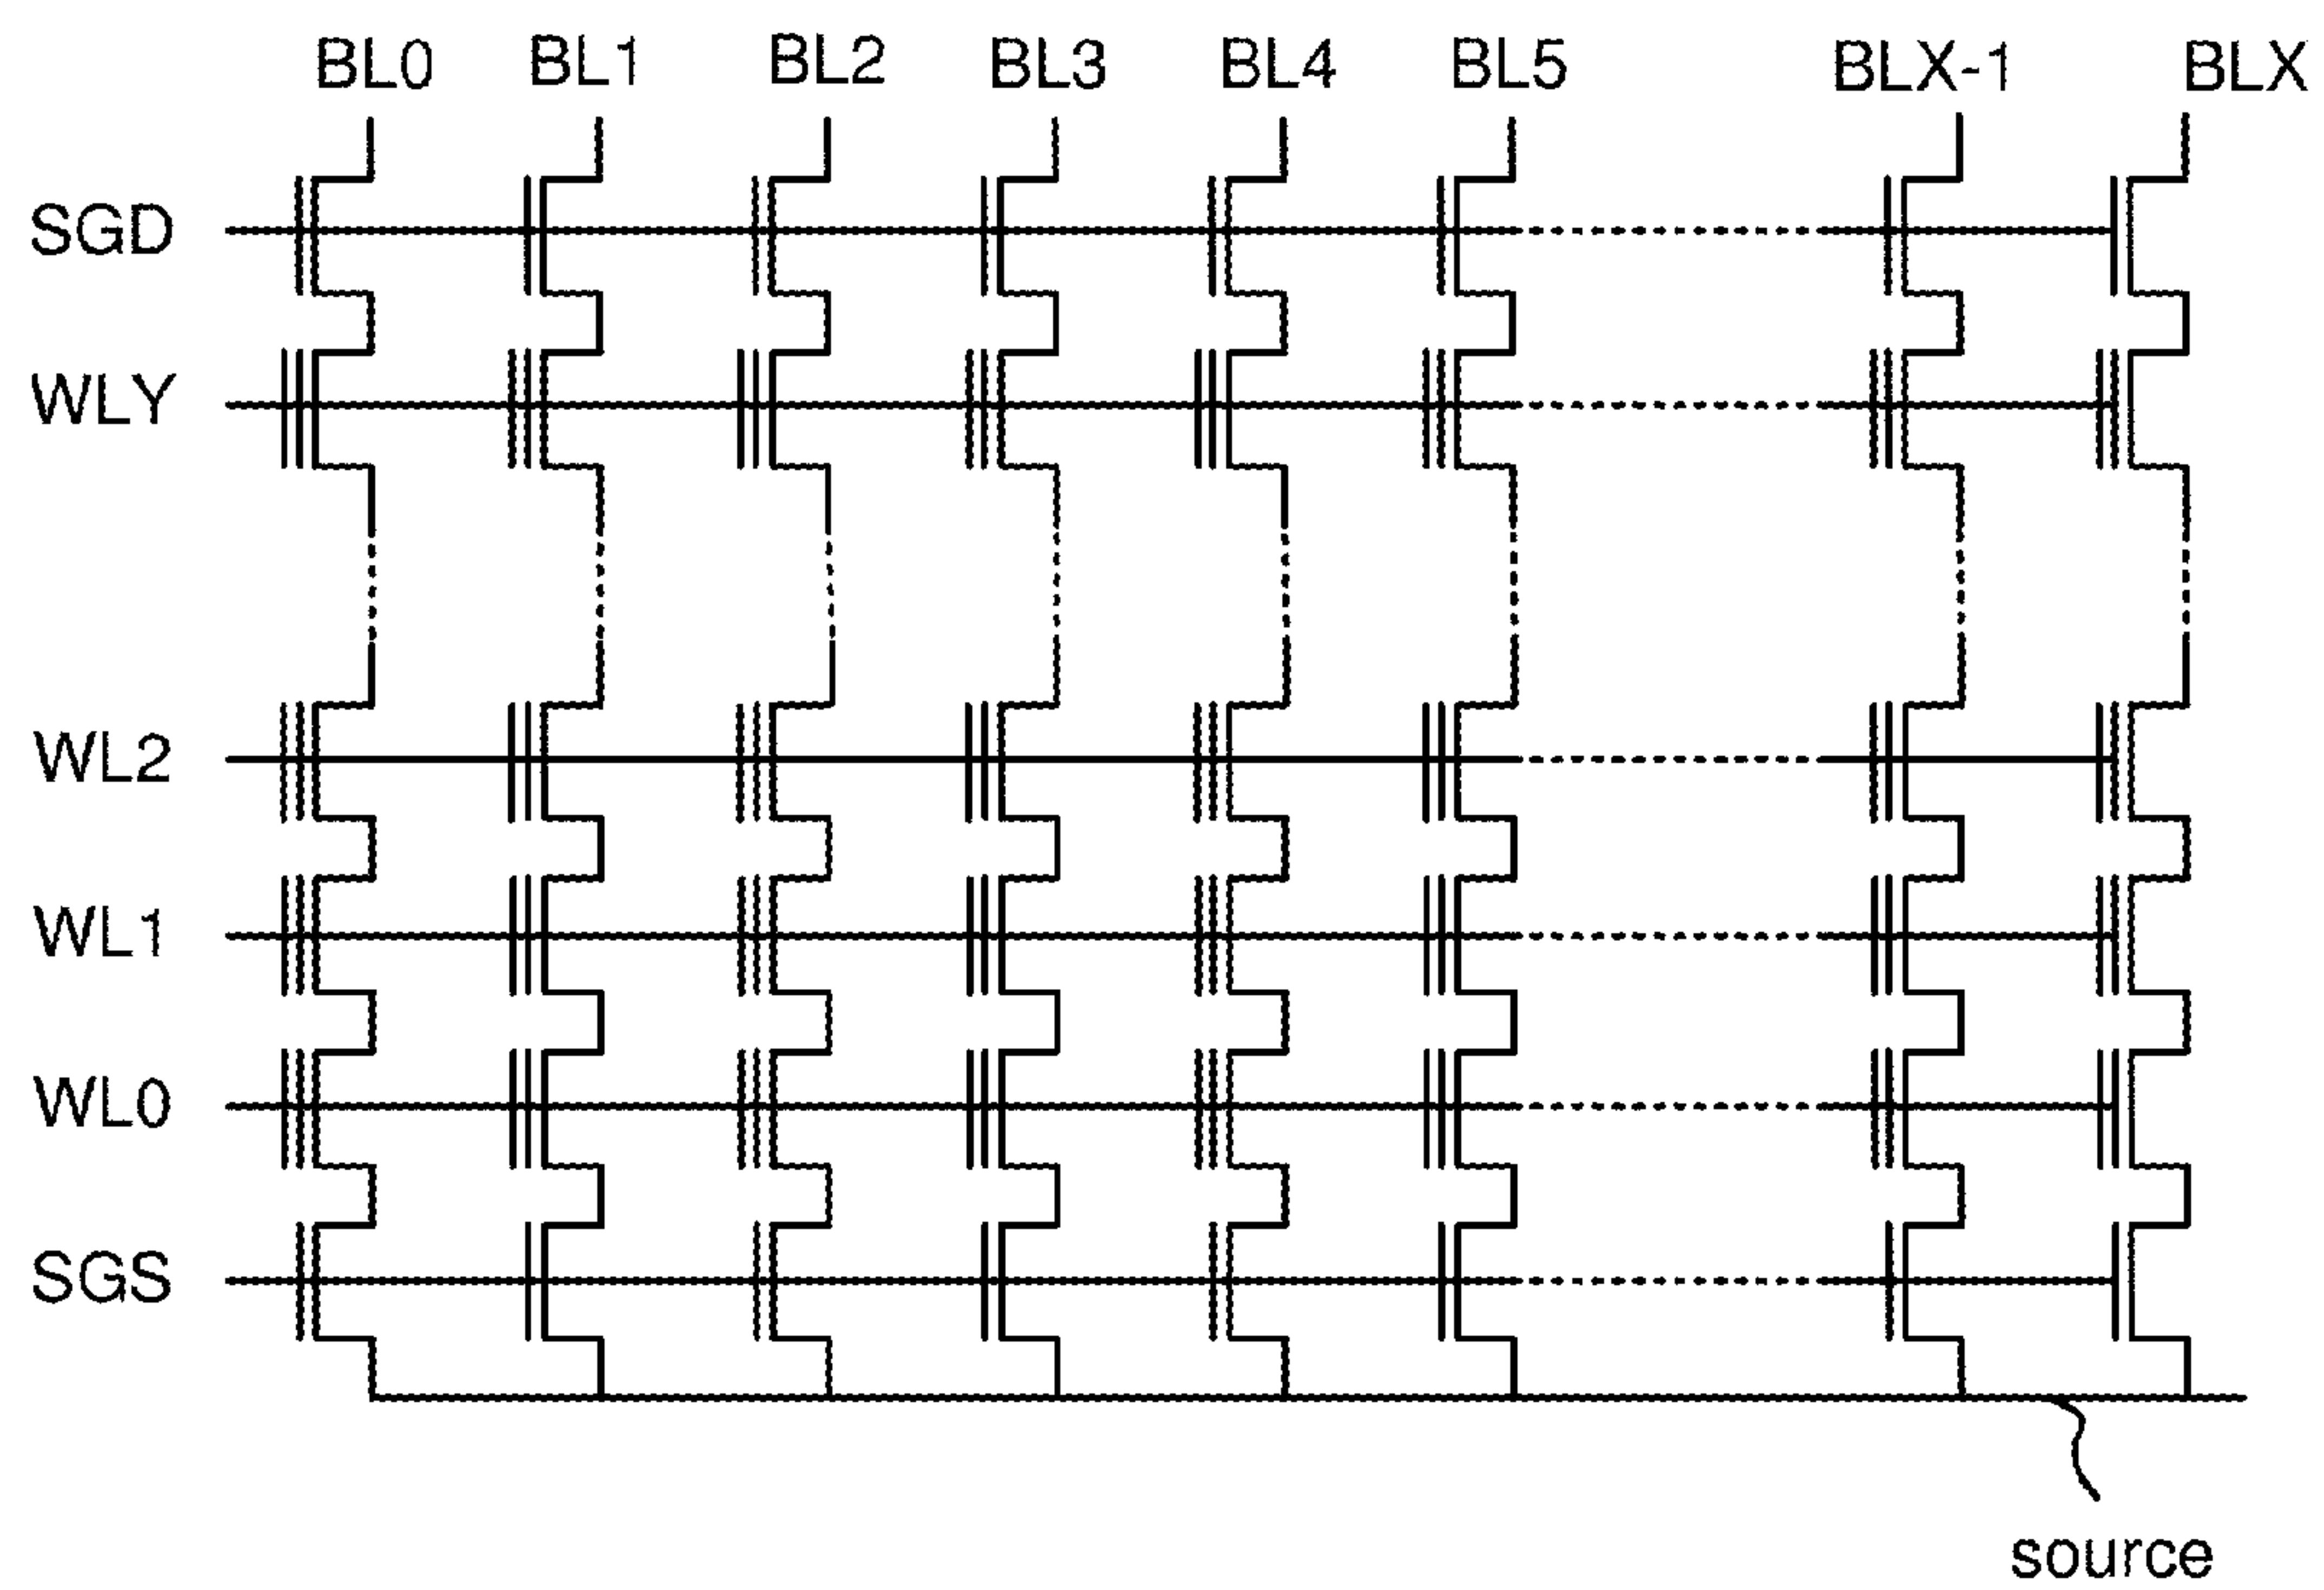 BL0 BL1 BL2 BL3 BL4 BL5 BLX-1 BLX
SGD
WLY
WL2
WL1
WL0
SGS
source